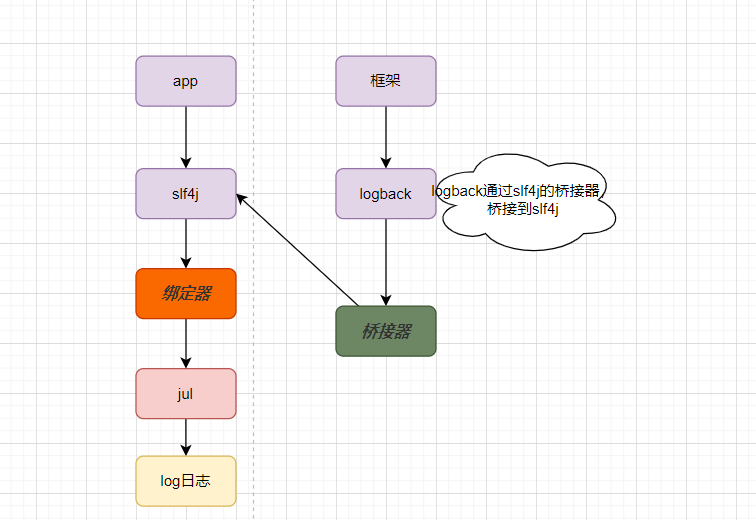 app
框架
slf4j
logback
logback通过slf4j的桥接器，
桥接到slf4j
绑定器
桥接器
jul
log日志